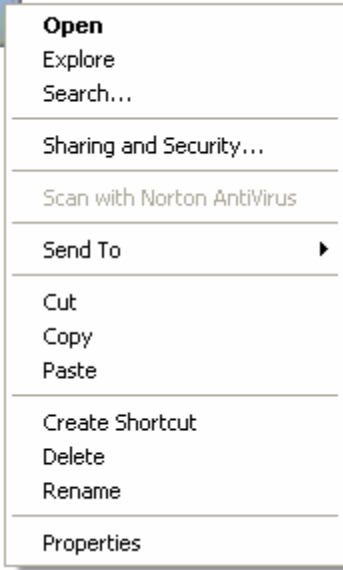 Open
Explore
Search...
Sharing and Security...
Scan with Norton AntiVirus
Send To
Cut
Copy
Paste
Create Shortcut
Delete
Rename
Properties